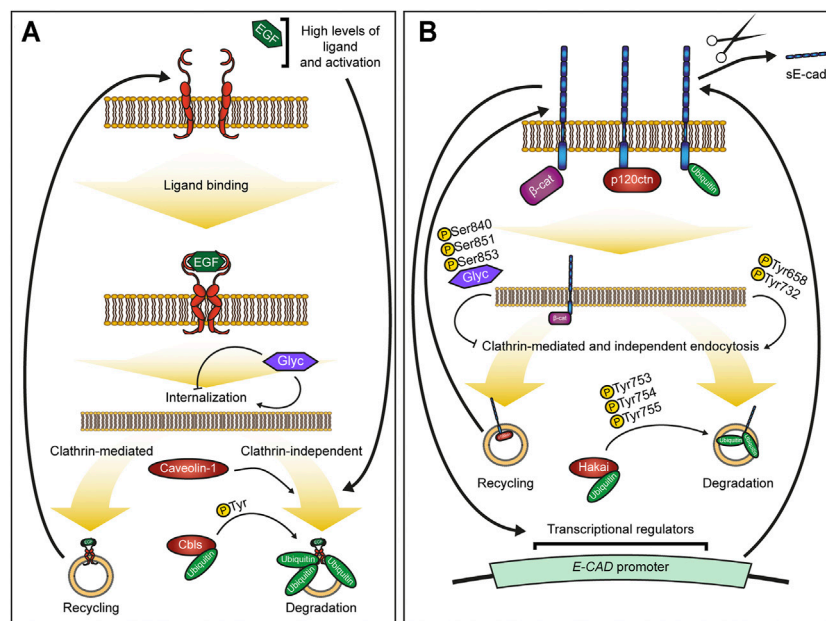 A
EGF
High levels of
ligand
and activation
Ligand binding
EGF
Glyc
Internalization
Clathrin-mediated
Clathrin-independent
Caveolin-1
P Tyr
Cbls
Ubiquitin
EGF
Recycling
EGF
Ubiquitin
Ubiquitin
Ubiquitin
Degradation
B
sE-cad
β-cat
p120ctn
Ubiquitin
P Ser840
P Ser851
P Ser853
Glyc
P Tyr658
P Tyr732
β-cat
Clathrin-mediated and independent endocytosis
P Tyr753
P Tyr754
P Tyr755
Hakai
Ubiquitin
Ubiquitin
Ubiquitin
Recycling
Degradation
Transcriptional regulators
E-CAD promoter